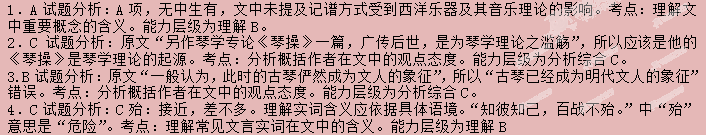 1．A 试题分析：A 项，无中生有，文中未提及记谱方式受到西洋乐器及其音乐理论的影响。考点：理解文
中重要概念的含义。能力层级为理解 B。
2．C 试题分析：原文“另作琴学专论《琴操》一篇，广传后世，是为琴学理论之滥觞”，所以应该是他的
《琴操》是琴学理论的起源。考点：分析概括作者在文中的观点态度。能力层级为分析综合 C。
3.B 试题分析：原文“一般认为，此时的古琴俨然成为文人的象征”，所以“古琴已经成为明代文人的象征”
错误。考点：分析概括作者在文中的观点态度。能力层级为分析综合 C。
4．C 殆：接近，差不多。理解实词含义应依据具体语境。“知彼知己，百战不殆。”中“殆”
意思是“危险”。考点：理解常见文言实词在文中的含义。能力层级为理解 B